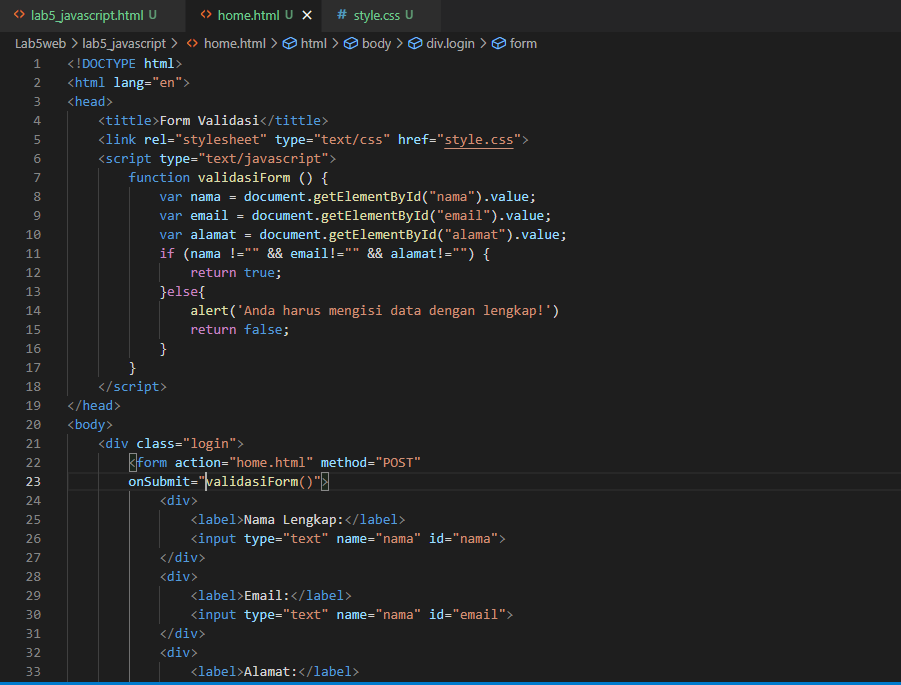 lab5_javascript.html U home.html U × # style.css U
Lab5web > lab5_javascript > home.html > html > body > div.login > form
1 <!DOCTYPE html>
2 <html lang="en">
3 <head>
4 <tittle>Form Validasi</tittle>
5 <link rel="stylesheet" type="text/css" href="style.css">
6 <script type="text/javascript">
7 function validasiForm () {
8 var nama = document.getElementById("nama").value;
9 var email = document.getElementById("email").value;
10 var alamat = document.getElementById("alamat").value;
11 if (nama !="" && email!="" && alamat!="") {
12 return true;
13 }else{
14 alert('Anda harus mengisi data dengan lengkap!')
15 return false;
16 }
17 }
18 </script>
19 </head>
20 <body>
21 <div class="login">
22 <form action="home.html" method="POST"
23 onSubmit="validasiForm()">
24 <div>
25 <label>Nama Lengkap:</label>
26 <input type="text" name="nama" id="nama">
27 </div>
28 <div>
29 <label>Email:</label>
30 <input type="text" name="nama" id="email">
31 </div>
32 <div>
33 <label>Alamat:</label>